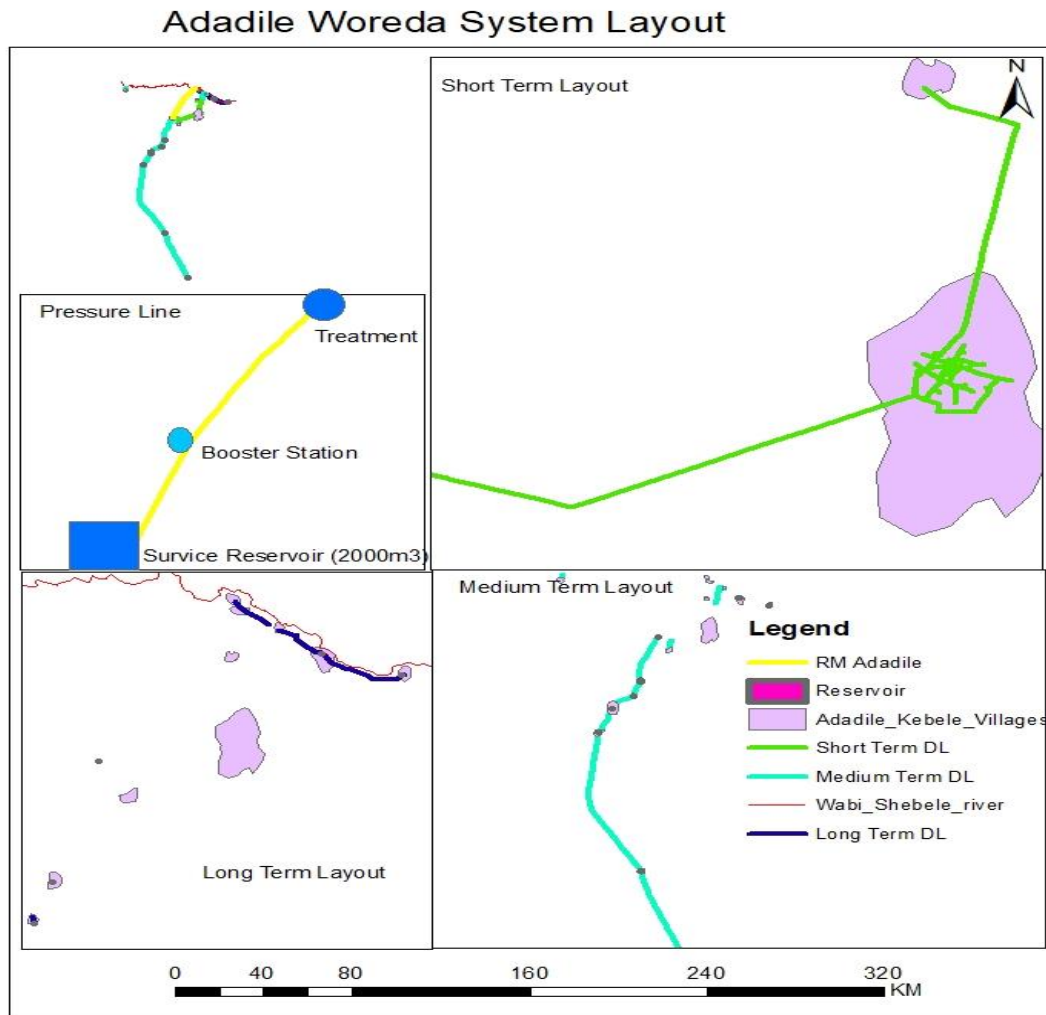 Adadile Woreda System Layout
Short Term Layout
N
Pressure Line
Treatment
Booster Station
Survice Reservoir (2000m3)
Medium Term Layout
Legend
RM Adadile
Reservoir
Adadile_Kebele_Villages
Short Term DL
Medium Term DL
Wabi_Shebele_river
Long Term DL
Long Term Layout
0 40 80 160 240 320
KM